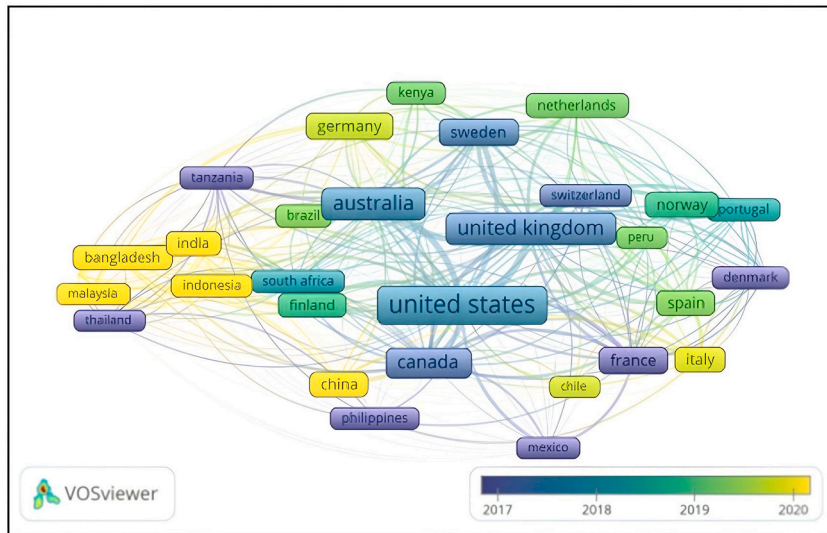 kenya
netherlands
germany
sweden
tanzania
switzerland
australia
norway
portugal
brazil
united kingdom
peru
india
bangladesh
denmark
south africa
indonesia
malaysia
finland
united states
spain
thailand
canada
france
italy
china
chile
philippines
mexico
VOSviewer
2017 2018 2019 2020